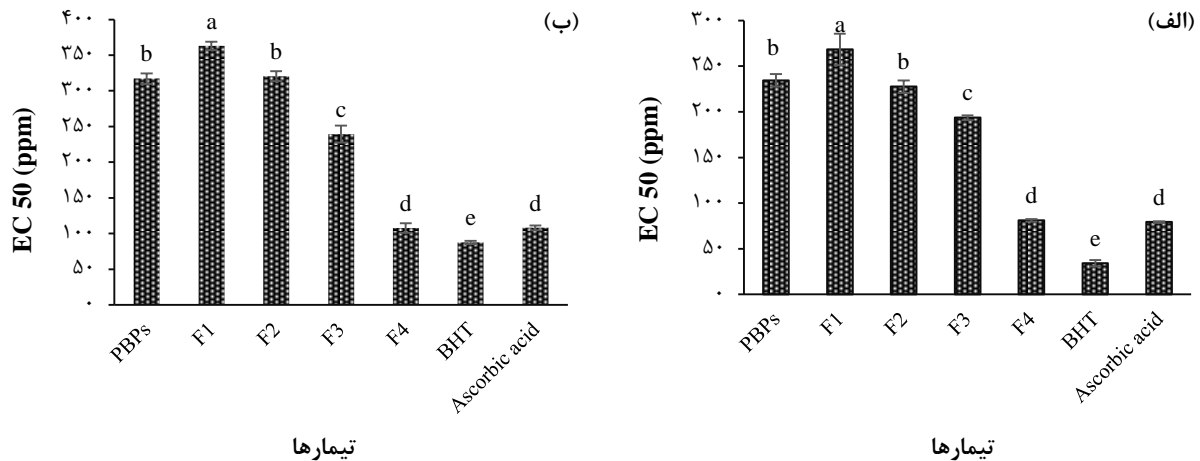 (الف)
EC 50 (ppm)
۳۰۰
۲۵۰
۲۰۰
۱۵۰
۱۰۰
۵۰
۰
b
a
b
c
d
e
d
PBPs
F1
F2
F3
F4
BHT
Ascorbic acid
تیمارها
(ب)
EC 50 (ppm)
۴۰۰
۳۵۰
۳۰۰
۲۵۰
۲۰۰
۱۵۰
۱۰۰
۵۰
۰
b
a
b
c
d
e
d
PBPs
F1
F2
F3
F4
BHT
Ascorbic acid
تیمارها